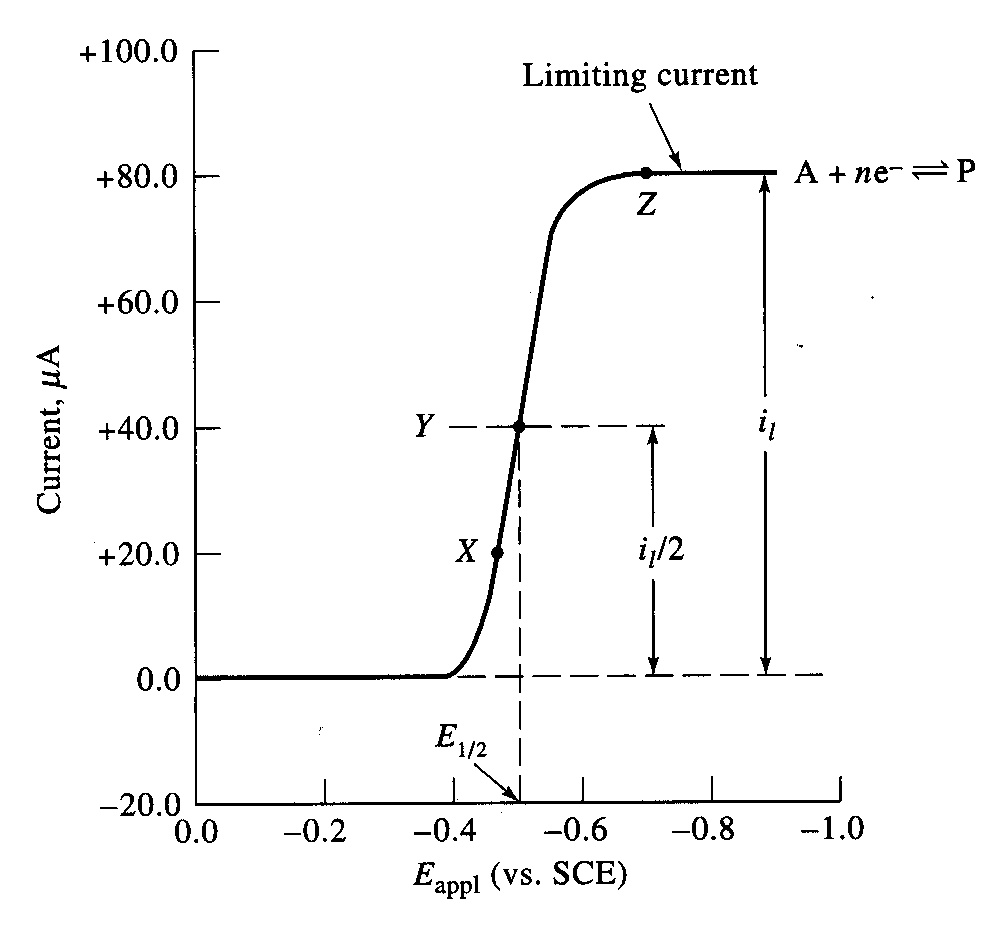 +100.0
Limiting current
+80.0
A + ne⁻ ⇌ P
Z
+60.0
Current, μA
Y
+40.0
i_l
X
+20.0
i_l/2
0.0
E_1/2
−20.0
0.0 −0.2 −0.4 −0.6 −0.8 −1.0
E_appl (vs. SCE)